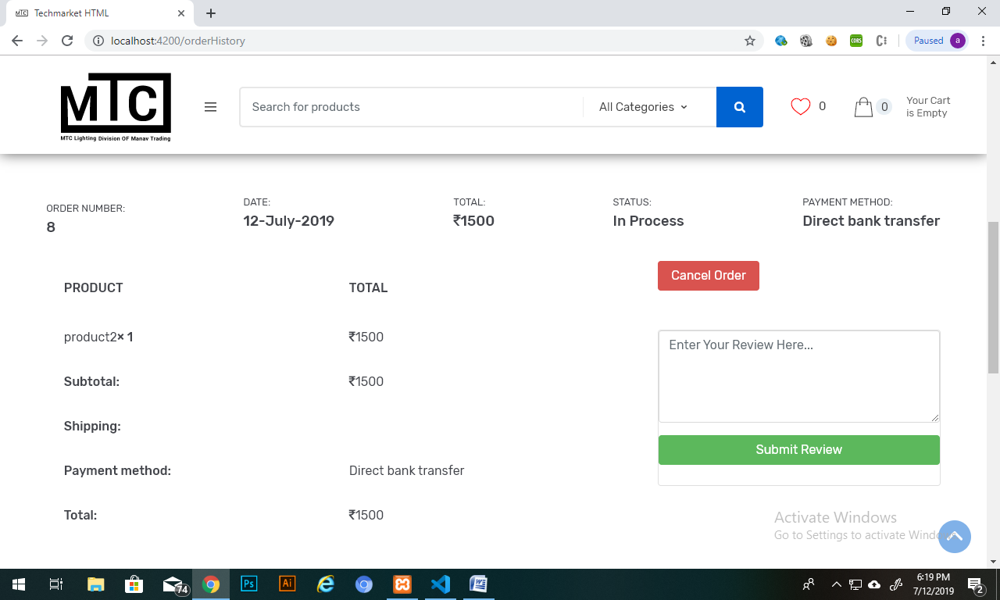 Techmarket HTML
localhost:4200/orderHistory
CORS
Paused a
MTC
MTC Lighting Division OF Manav Trading
Search for products
All Categories
0
0
Your Cart
is Empty
ORDER NUMBER:
8
DATE:
12-July-2019
TOTAL:
₹1500
STATUS:
In Process
PAYMENT METHOD:
Direct bank transfer
Cancel Order
PRODUCT TOTAL
product2× 1 ₹1500
Subtotal: ₹1500
Shipping:
Payment method: Direct bank transfer
Total: ₹1500
Enter Your Review Here...
Submit Review
Activate Windows
Go to Settings to activate
74
Ps
Ai
6:19 PM
7/12/2019
2